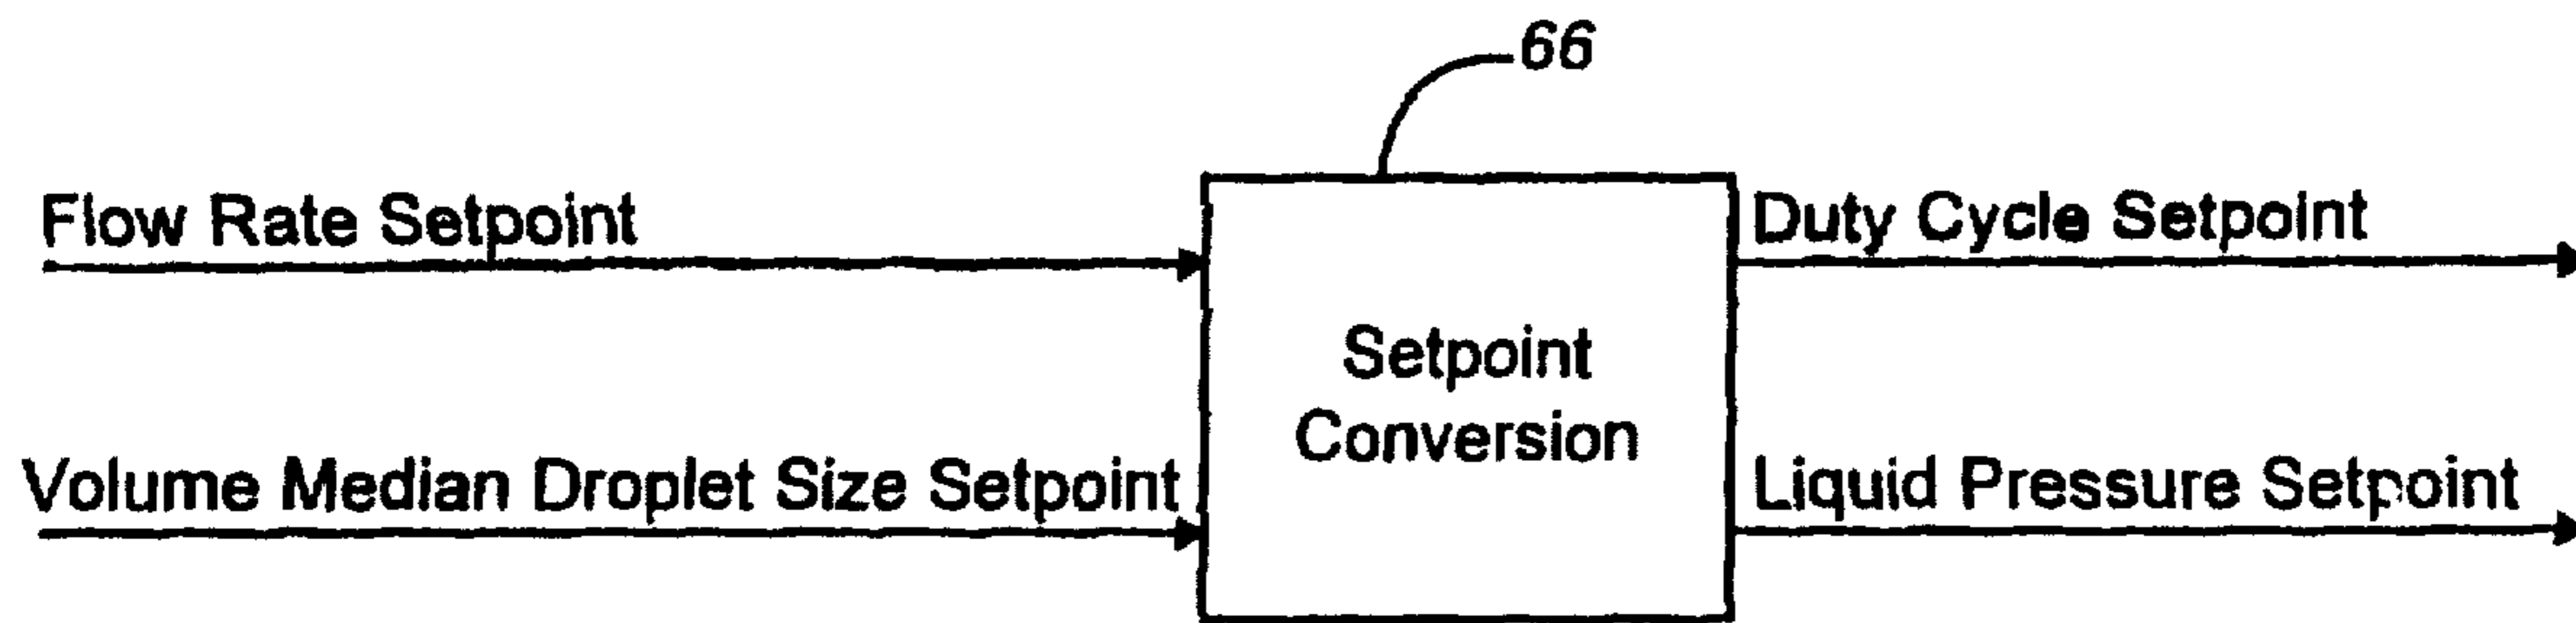 66
Flow Rate Setpoint
Duty Cycle Setpoint
Setpoint
Conversion
Volume Median Droplet Size Setpoint
Liquid Pressure Setpoint